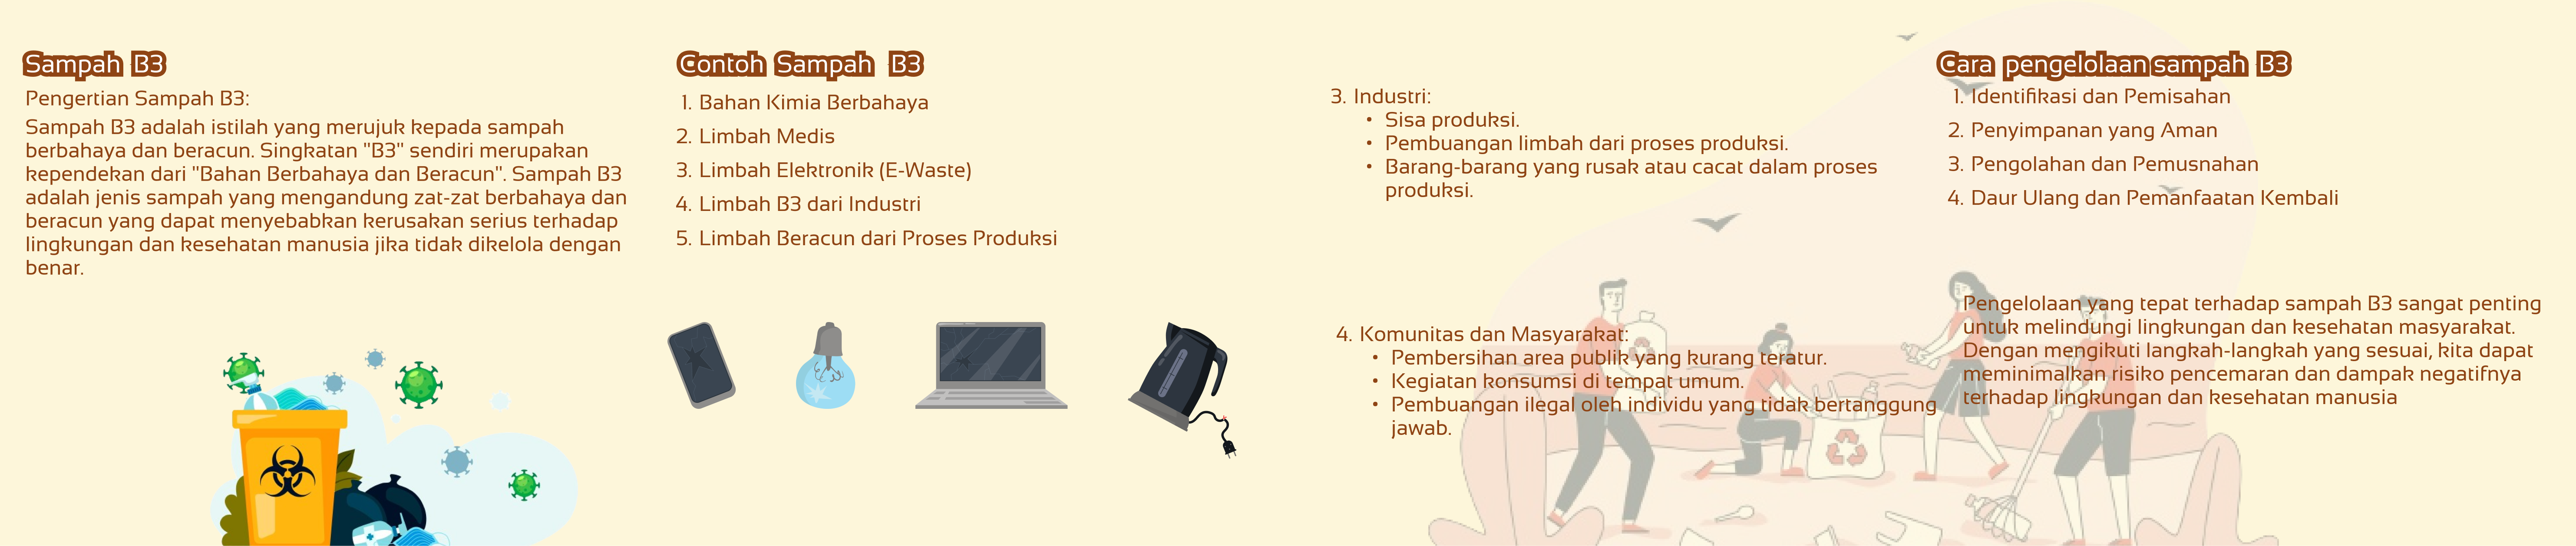 Sampah B3
Pengertian Sampah B3:
Sampah B3 adalah istilah yang merujuk kepada sampah
berbahaya dan beracun. Singkatan "B3" sendiri merupakan
kependekan dari "Bahan Berbahaya dan Beracun". Sampah B3
adalah jenis sampah yang mengandung zat-zat berbahaya dan
beracun yang dapat menyebabkan kerusakan serius terhadap
lingkungan dan kesehatan manusia jika tidak dikelola dengan
benar.
Contoh Sampah B3
1. Bahan Kimia Berbahaya
2. Limbah Medis
3. Limbah Elektronik (E-Waste)
4. Limbah B3 dari Industri
5. Limbah Beracun dari Proses Produksi
3. Industri:
• Sisa produksi.
• Pembuangan limbah dari proses produksi.
• Barang-barang yang rusak atau cacat dalam proses
produksi.
4. Komunitas dan Masyarakat:
• Pembersihan area publik yang kurang teratur.
• Kegiatan konsumsi di tempat umum.
• Pembuangan ilegal oleh individu yang tidak bertanggung
jawab.
Cara pengelolaan sampah B3
1. Identifikasi dan Pemisahan
2. Penyimpanan yang Aman
3. Pengolahan dan Pemusnahan
4. Daur Ulang dan Pemanfaatan Kembali
Pengelolaan yang tepat terhadap sampah B3 sangat penting
untuk melindungi lingkungan dan kesehatan masyarakat.
Dengan mengikuti langkah-langkah yang sesuai, kita dapat
meminimalkan risiko pencemaran dan dampak negatifnya
terhadap lingkungan dan kesehatan manusia